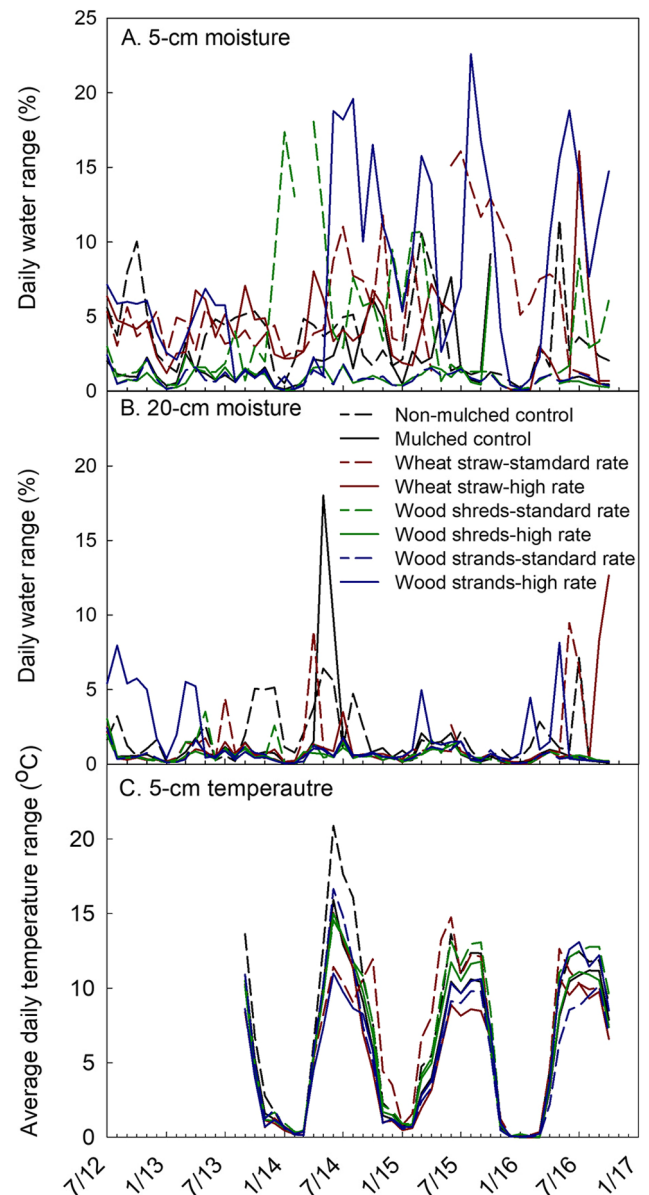 25
A. 5-cm moisture
20
15
10
5
0
Daily water range (%)
B. 20-cm moisture
20
15
10
5
0
Daily water range (%)
Non-mulched control
Mulched control
Wheat straw-stamdard rate
Wheat straw-high rate
Wood shreds-standard rate
Wood shreds-high rate
Wood strands-standard rate
Wood strands-high rate
C. 5-cm temperautre
20
15
10
5
0
Average daily temperature range (°C)
7/12
1/13
7/13
1/14
7/14
1/15
7/15
1/16
7/16
1/17